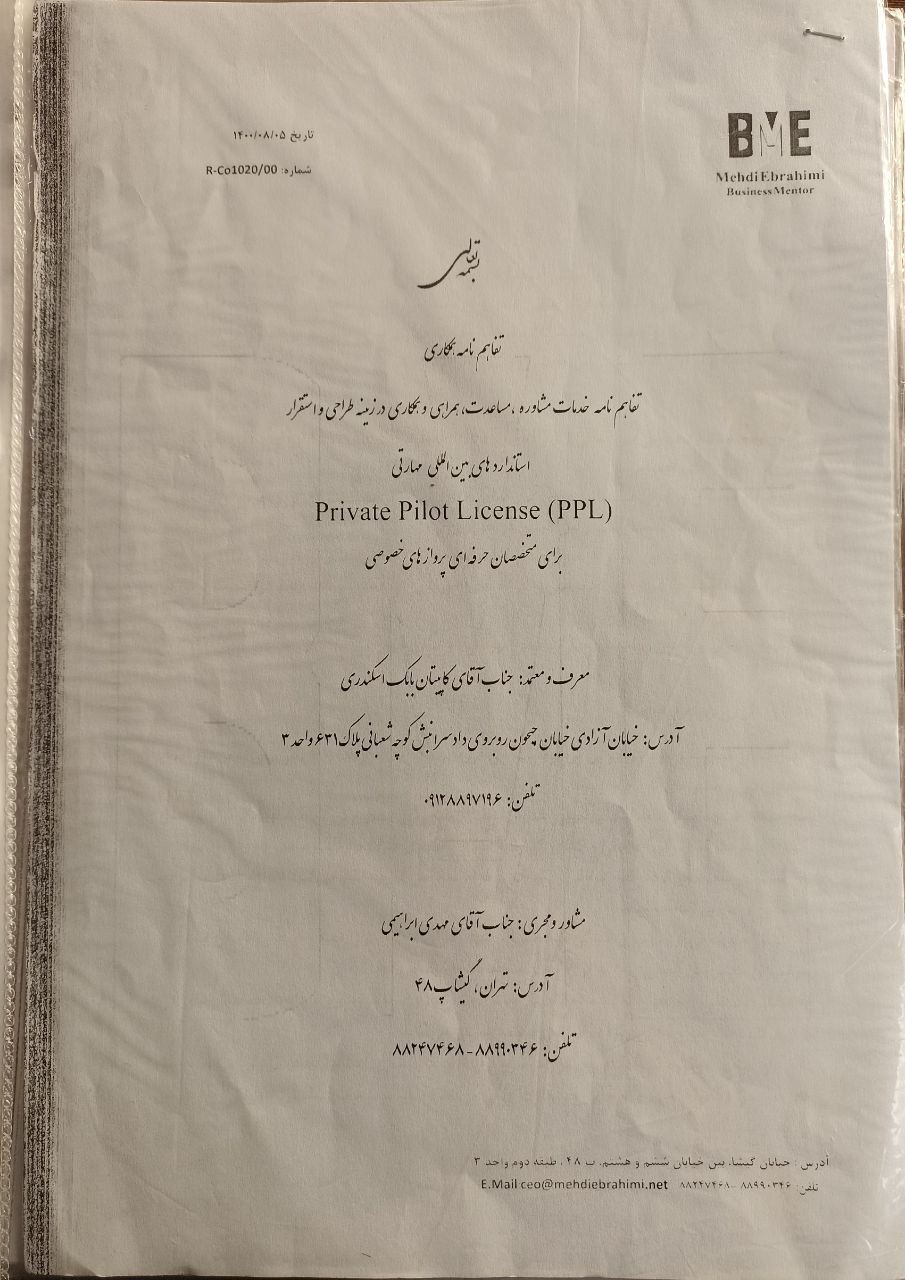 BME
Mehdi Ebrahimi
Business Mentor
تاریخ ۱۴۰۰/۰۸/۰۵
شماره: R-Co1020/00
بسمه تعالی
تفاهم نامه همکاری
تفاهم نامه خدمات مشاوره ،مساعدت، همراهی و همکاری در زمینه طراحی و استقرار
استانداردهای بین المللی مهارتی
Private Pilot License (PPL)
برای متخصصان حرفه ای پروازهای خصوصی
معرف و معتمد: جناب آقای کاپیتان بابک اسکندری
آدرس: خیابان آزادی خیابان جیحون روبروی دادسرا نبش کوچه شعبانی پلاک ۶۳۱ واحد ۳
تلفن: ۰۹۱۲۸۸۹۷۱۹۶
مشاور و مجری: جناب آقای مهدی ابراهیمی
آدرس: تهران، گیشا پ ۴۸
تلفن: ۸۸۹۹۰۳۴۶ - ۸۸۲۴۷۴۶۸
آدرس : خیابان گیشا، بین خیابان ششم و هشتم، پ ۴۸ ، طبقه دوم واحد ۳
تلفن: ۸۸۹۹۰۳۴۶ - ۸۸۲۴۷۴۶۸ E.Mail ceo@mehdiebrahimi.net